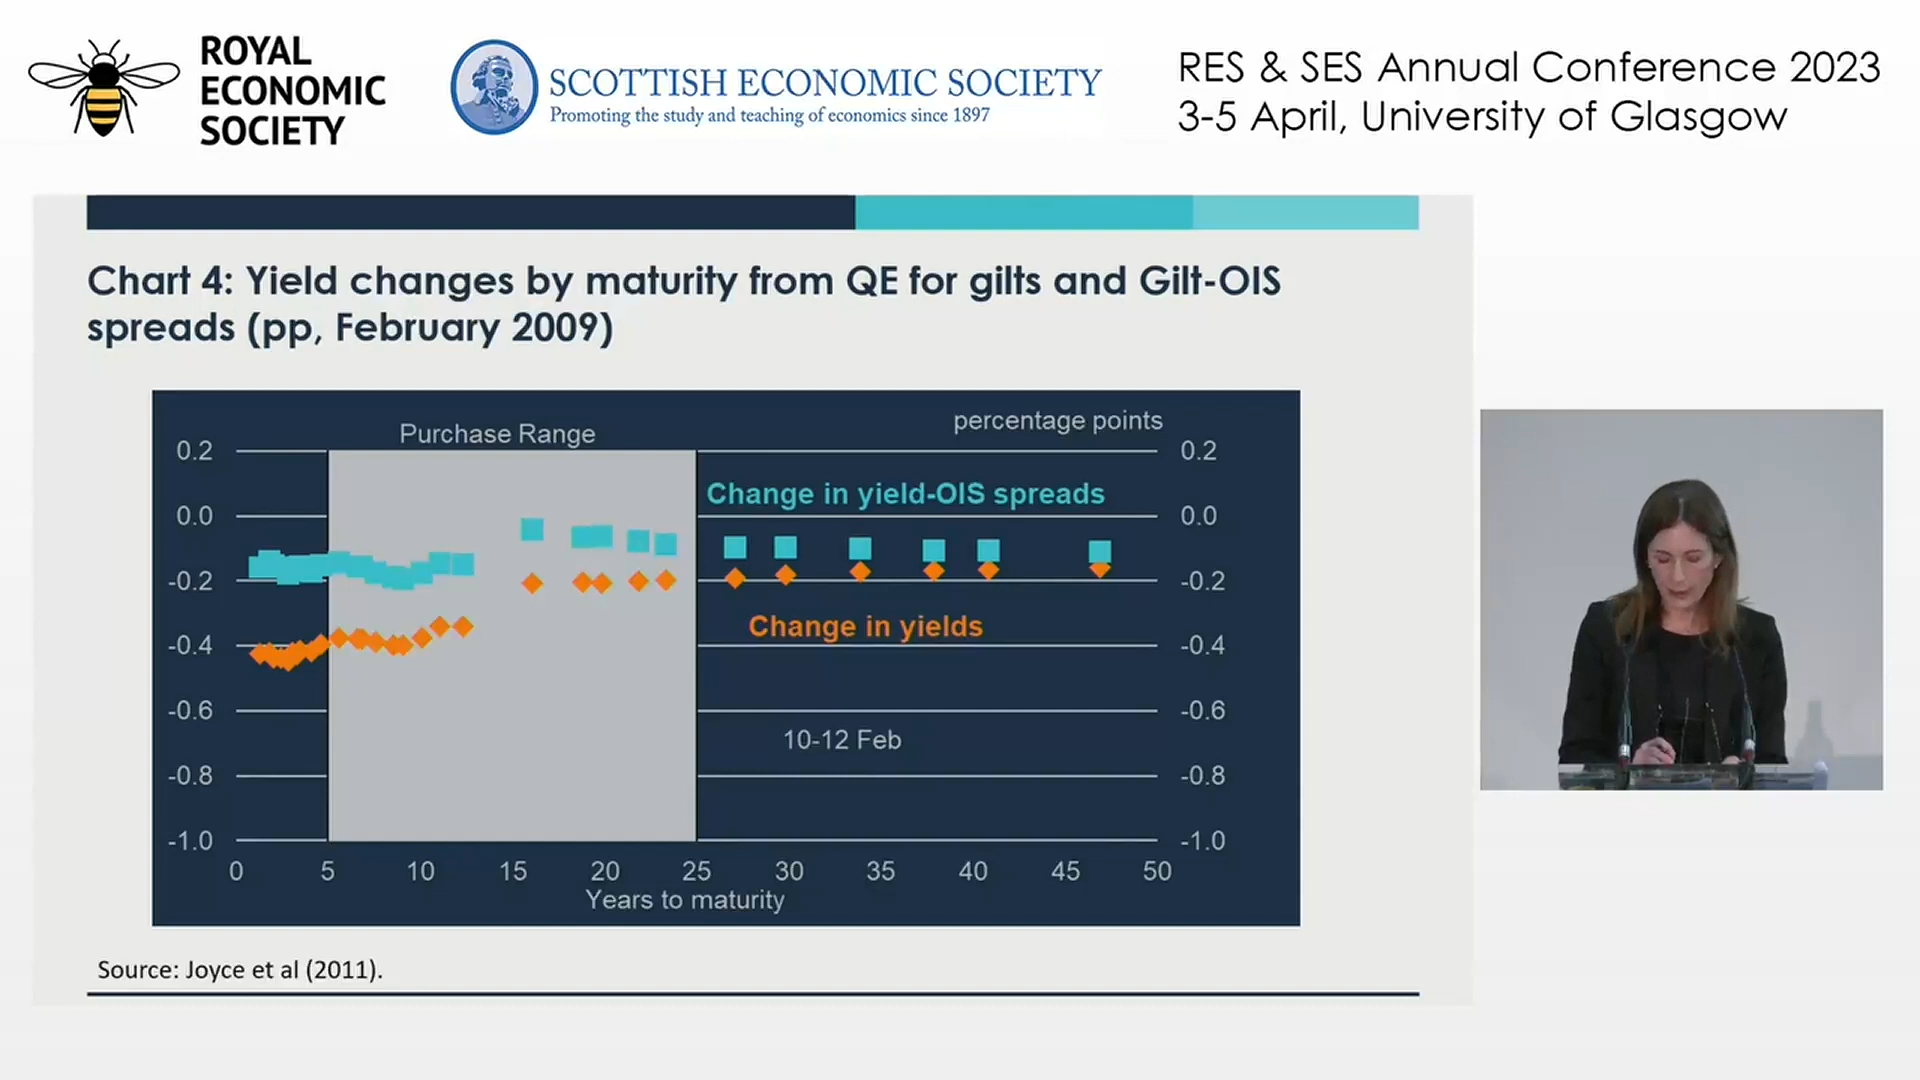 ROYAL
ECONOMIC
SOCIETY
SCOTTISH ECONOMIC SOCIETY
Promoting the study and teaching of economics since 1897
RES & SES Annual Conference 2023
3-5 April, University of Glasgow
Chart 4: Yield changes by maturity from QE for gilts and Gilt-OIS
spreads (pp, February 2009)
percentage points
Purchase Range
0.2 0.2
Change in yield-OIS spreads
0.0 0.0
-0.2 -0.2
Change in yields
-0.4 -0.4
-0.6 -0.6
10-12 Feb
-0.8 -0.8
-1.0 -1.0
0 5 10 15 20 25 30 35 40 45 50
Years to maturity
Source: Joyce et al (2011).